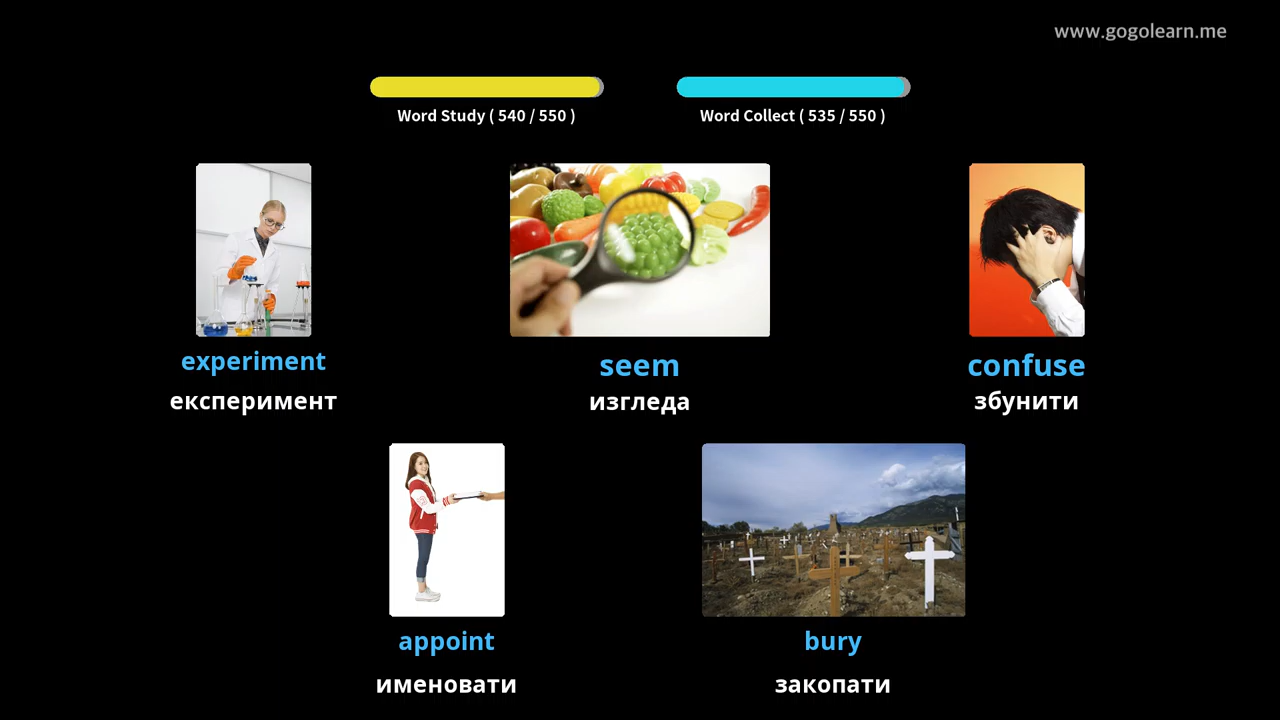 www.gogolearn.me
Word Study ( 540 / 550 )
Word Collect ( 535 / 550 )
experiment
експеримент
seem
изгледа
confuse
збунити
appoint
именовати
bury
закопати